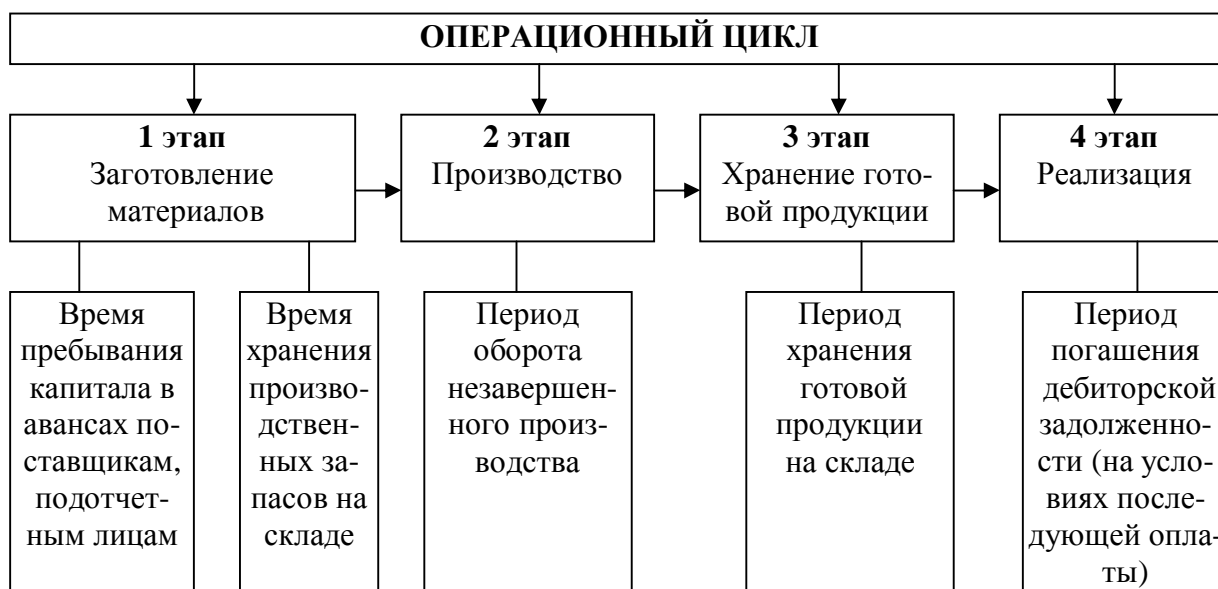 ОПЕРАЦИОННЫЙ ЦИКЛ
1 этап
Заготовление
материалов
2 этап
Производство
3 этап
Хранение гото-
вой продукции
4 этап
Реализация
Время
пребывания
капитала в
авансах по-
ставщикам,
подотчет-
ным лицам
Время
хранения
произво-
дствен-
ных за-
пасов на
складе
Период
оборота
незавершен-
ного произ-
водства
Период
хранения
готовой
продукции
на складе
Период
погашения
дебиторской
задолженно-
сти (на усло-
виях после-
дующей опла-
ты)